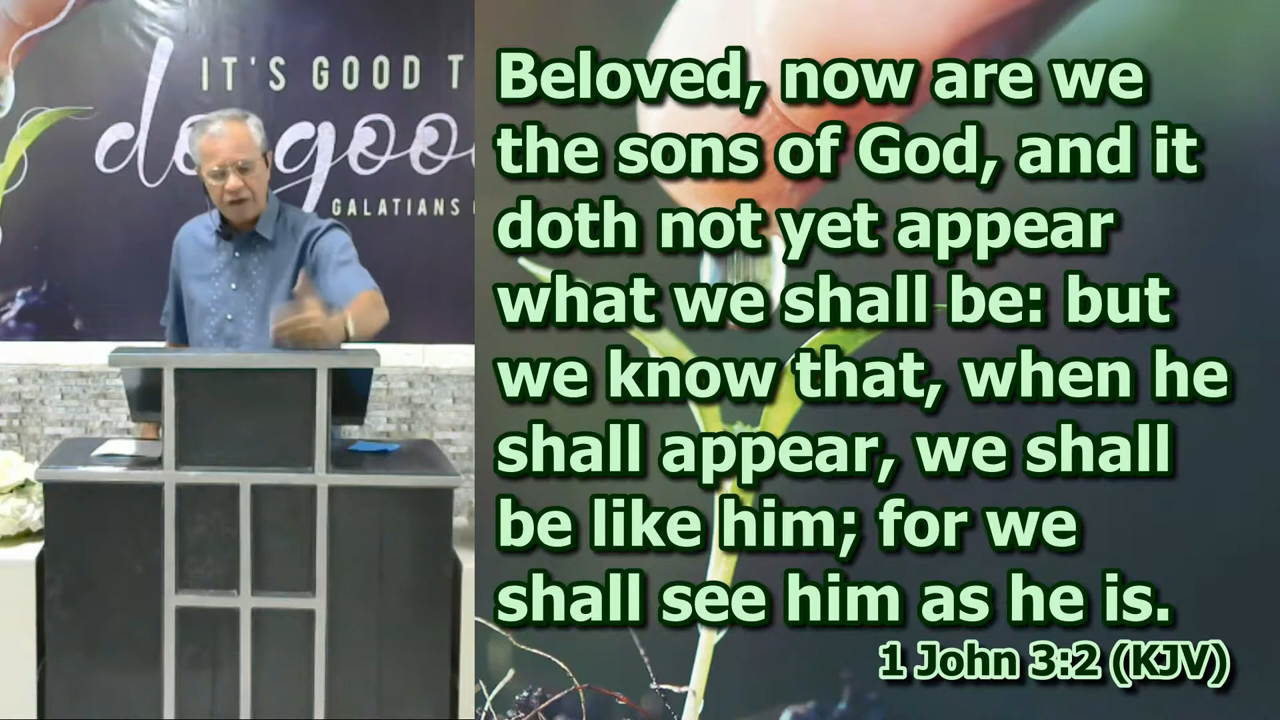 IT'S GOOD T
do good
GALATIANS
Beloved, now are we
the sons of God, and it
doth not yet appear
what we shall be: but
we know that, when he
shall appear, we shall
be like him; for we
shall see him as he is.
1 John 3:2 (KJV)